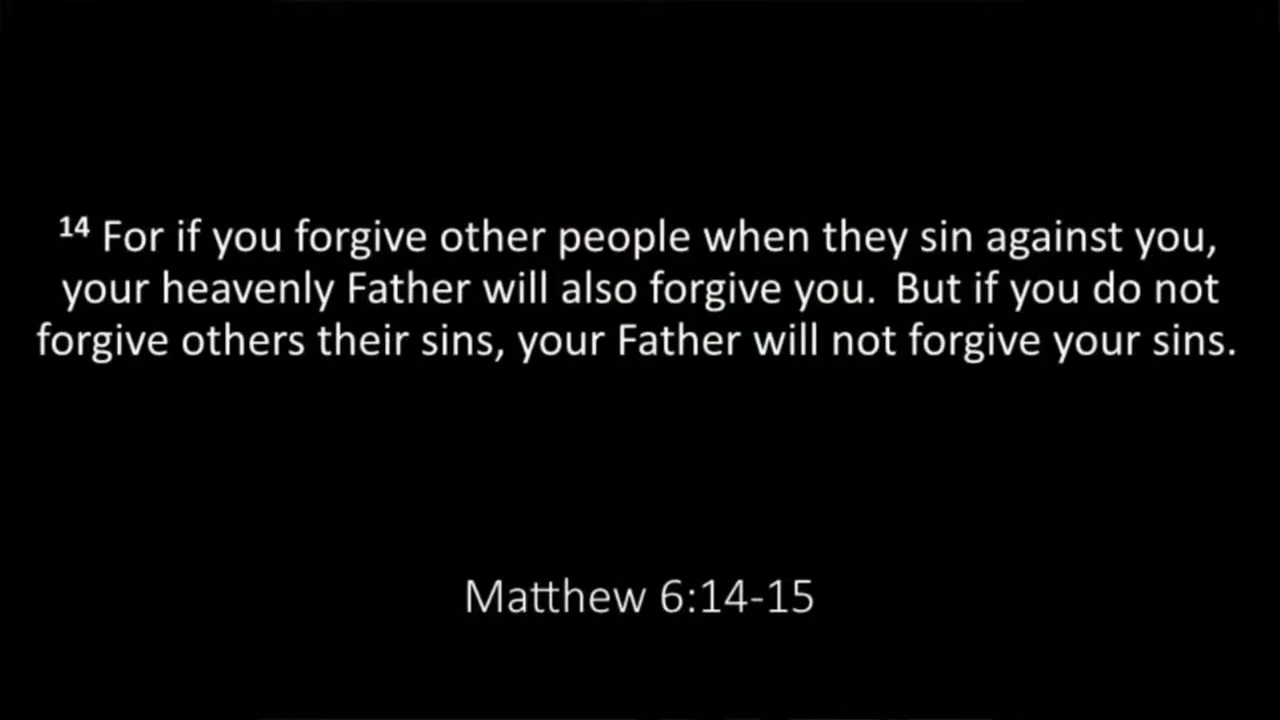 14 For if you forgive other people when they sin against you,
your heavenly Father will also forgive you. But if you do not
forgive others their sins, your Father will not forgive your sins.
Matthew 6:14-15